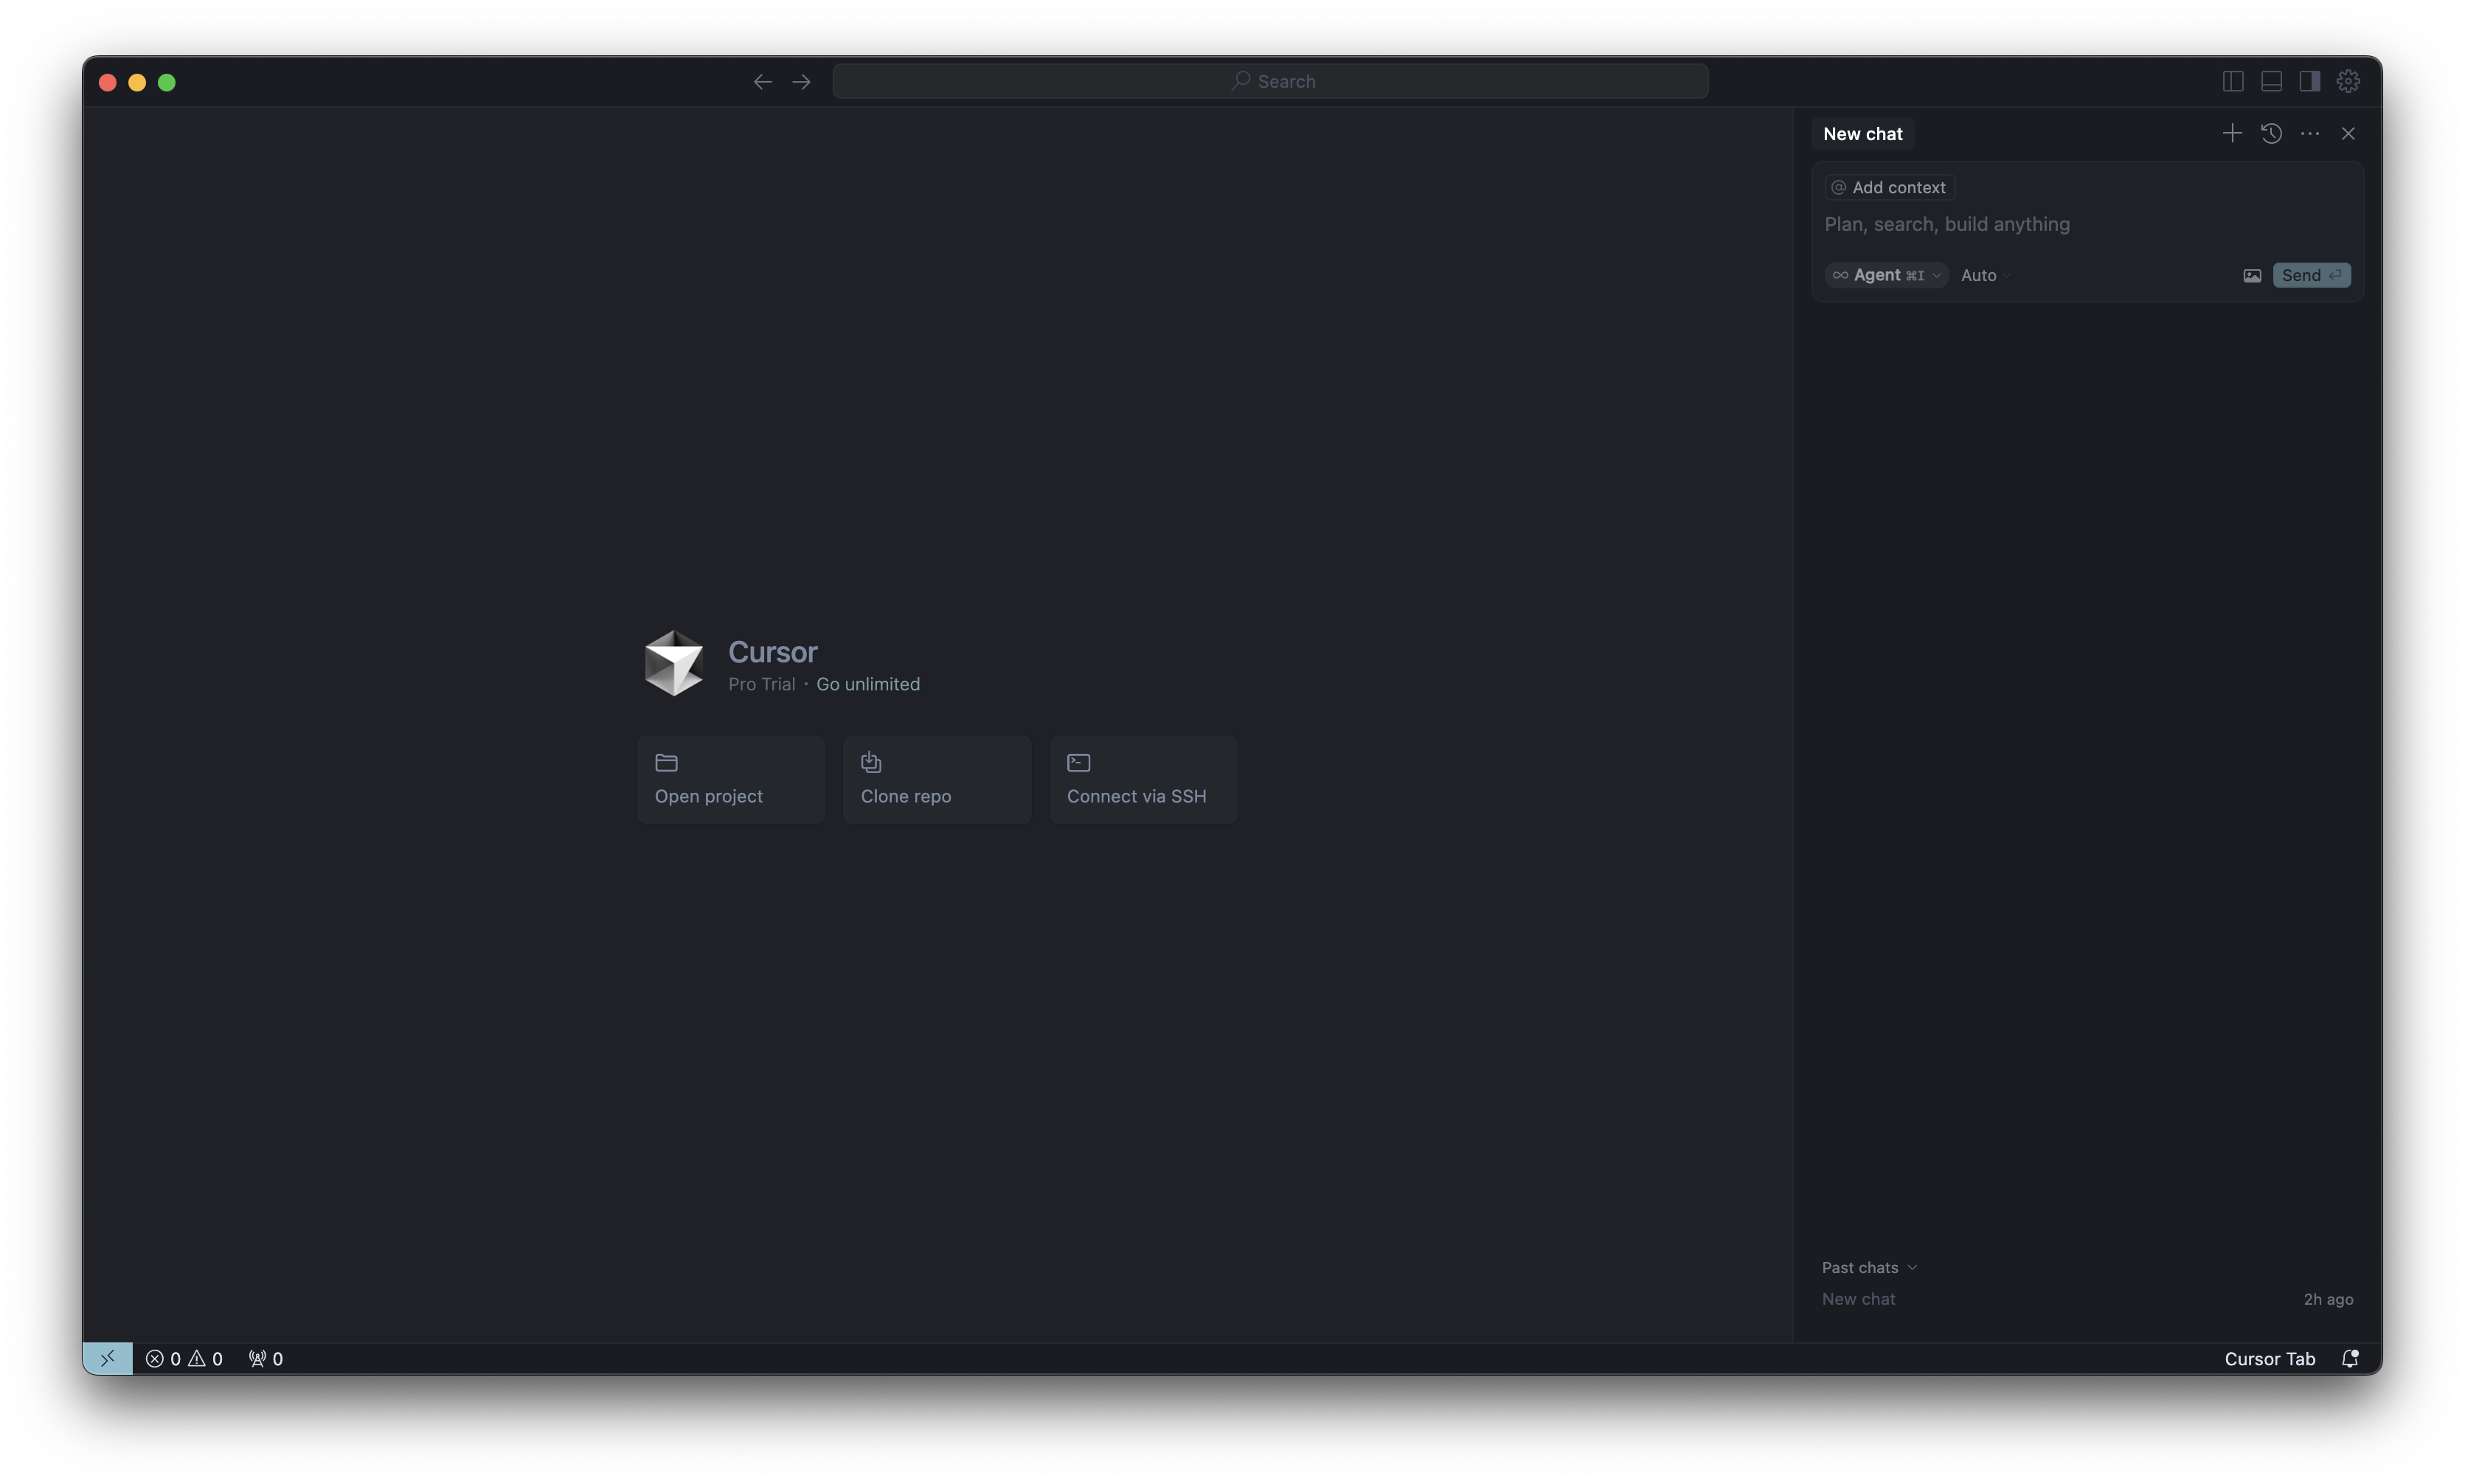 Search
New chat
Add context
Plan, search, build anything
Agent ⌘I Auto Send
Cursor
Pro Trial · Go unlimited
Open project
Clone repo
Connect via SSH
Past chats
New chat 2h ago
0 0 0 Cursor Tab